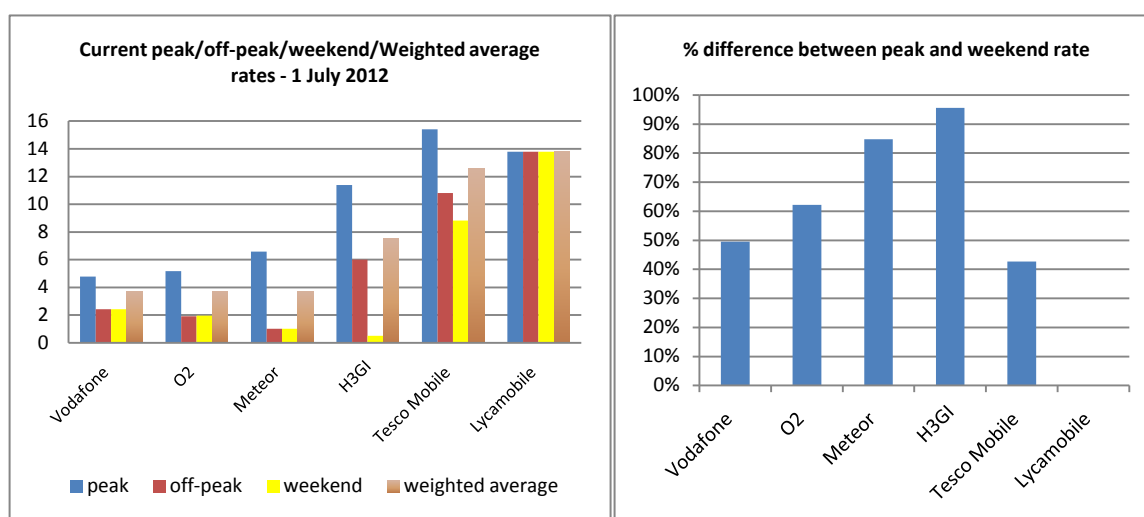 Current peak/off-peak/weekend/Weighted average
rates - 1 July 2012
16
14
12
10
8
6
4
2
0
Vodafone
O2
Meteor
H3GI
Tesco Mobile
Lycamobile
peak
off-peak
weekend
weighted average
% difference between peak and weekend rate
100%
90%
80%
70%
60%
50%
40%
30%
20%
10%
0%
Vodafone
O2
Meteor
H3GI
Tesco Mobile
Lycamobile